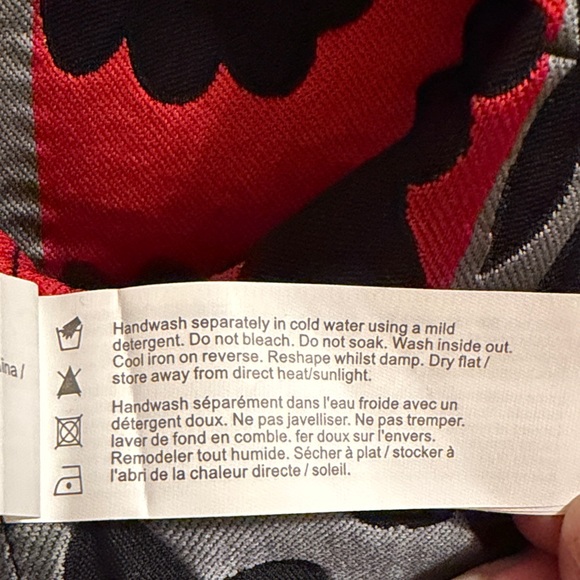 Handwash separately in cold water using a mild
detergent. Do not bleach. Do not soak. Wash inside out.
Cool iron on reverse. Reshape whilst damp. Dry flat /
store away from direct heat/sunlight.
Handwash séparément dans l'eau froide avec un
détergent doux. Ne pas javelliser. Ne pas tremper.
laver de fond en comble. fer doux sur l'envers.
Remodeler tout humide. Sécher à plat / stocker à
l'abri de la chaleur directe / soleil.